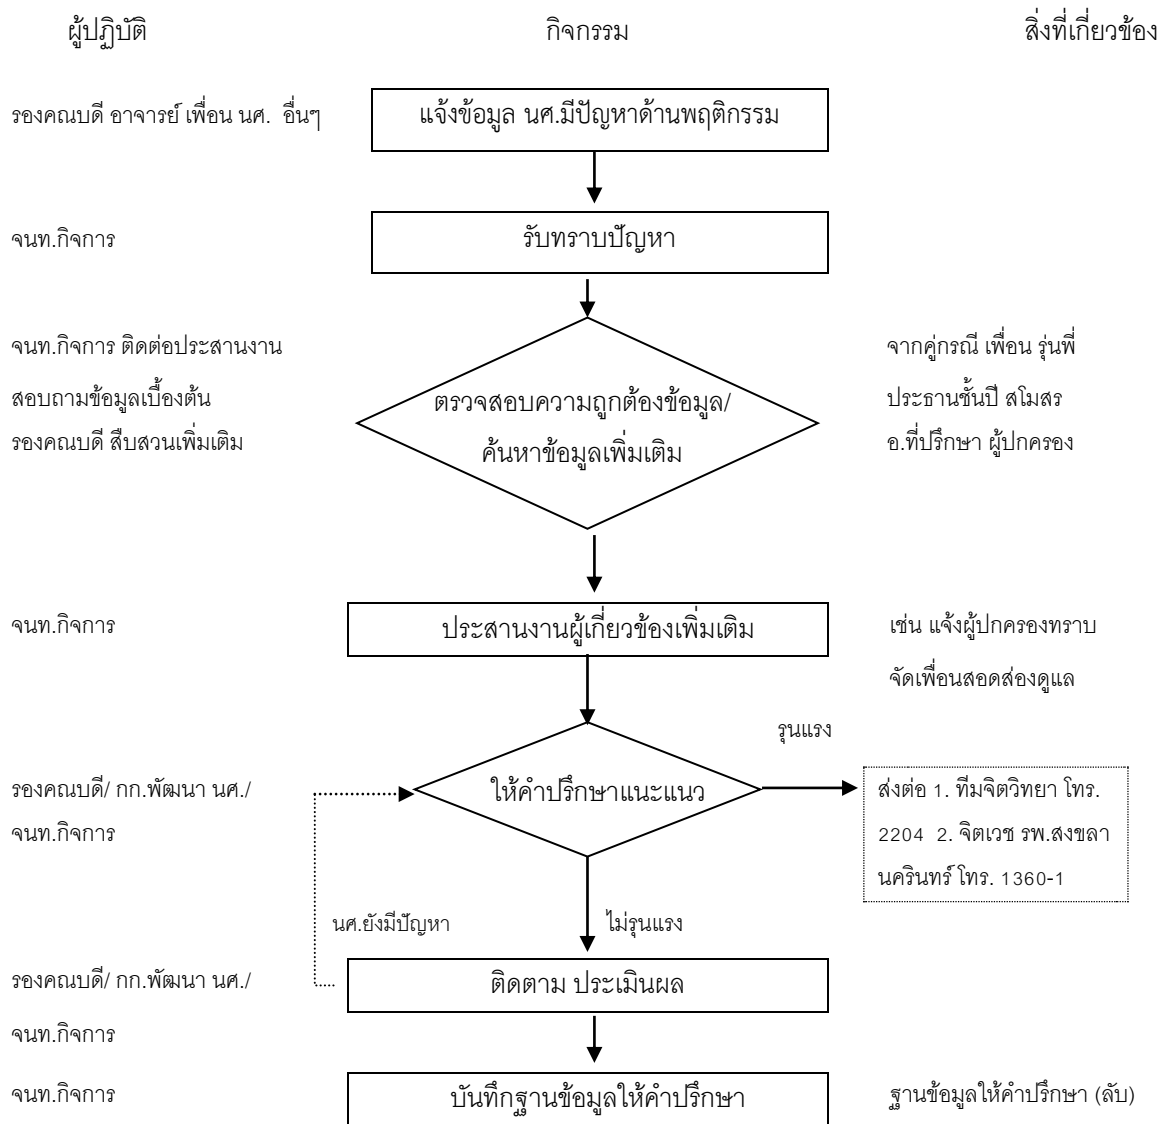 ผู้ปฏิบัติ กิจกรรม สิ่งที่เกี่ยวข้อง
รองคณบดี อาจารย์ เพื่อน นศ. อื่นๆ
แจ้งข้อมูล นศ.มีปัญหาด้านพฤติกรรม
จนท.กิจการ
รับทราบปัญหา
จนท.กิจการ ติดต่อประสานงาน
สอบถามข้อมูลเบื้องต้น
รองคณบดี สืบสวนเพิ่มเติม
ตรวจสอบความถูกต้องข้อมูล/
ค้นหาข้อมูลเพิ่มเติม
จากคู่กรณี เพื่อน รุ่นพี่
ประธานชั้นปี สโมสร
อ.ที่ปรึกษา ผู้ปกครอง
จนท.กิจการ
ประสานงานผู้เกี่ยวข้องเพิ่มเติม
เช่น แจ้งผู้ปกครองทราบ
จัดเพื่อนสอดส่องดูแล
รุนแรง
รองคณบดี/ กก.พัฒนา นศ./
จนท.กิจการ
ให้คำปรึกษาแนะแนว
ส่งต่อ 1. ทีมจิตวิทยา โทร.
2204 2. จิตเวช รพ.สงขลา
นครินทร์ โทร. 1360-1
นศ.ยังมีปัญหา
ไม่รุนแรง
รองคณบดี/ กก.พัฒนา นศ./
จนท.กิจการ
ติดตาม ประเมินผล
จนท.กิจการ
บันทึกฐานข้อมูลให้คำปรึกษา
ฐานข้อมูลให้คำปรึกษา (ลับ)